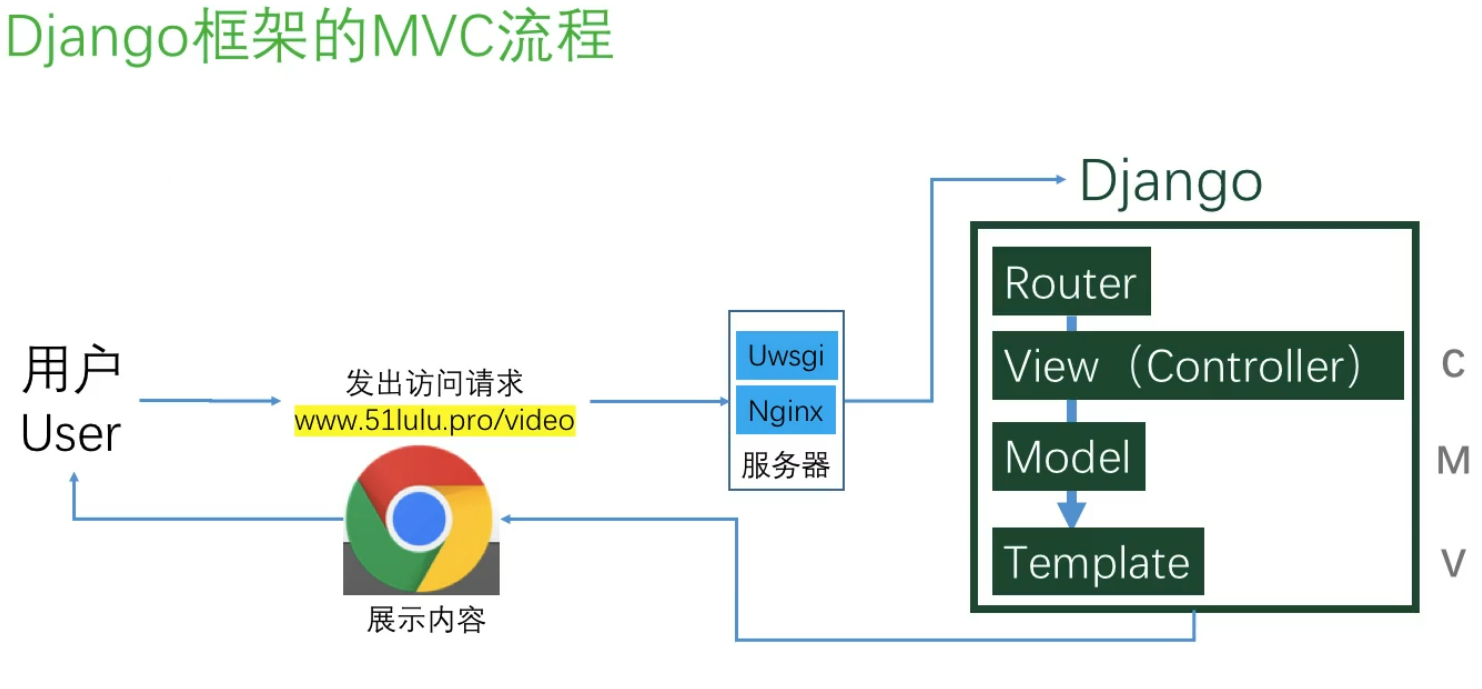 Django框架的MVC流程
用户
User
发出访问请求
www.51lulu.pro/video
展示内容
Uwsgi
Nginx
服务器
Django
Router
View（Controller）
C
Model
M
Template
V